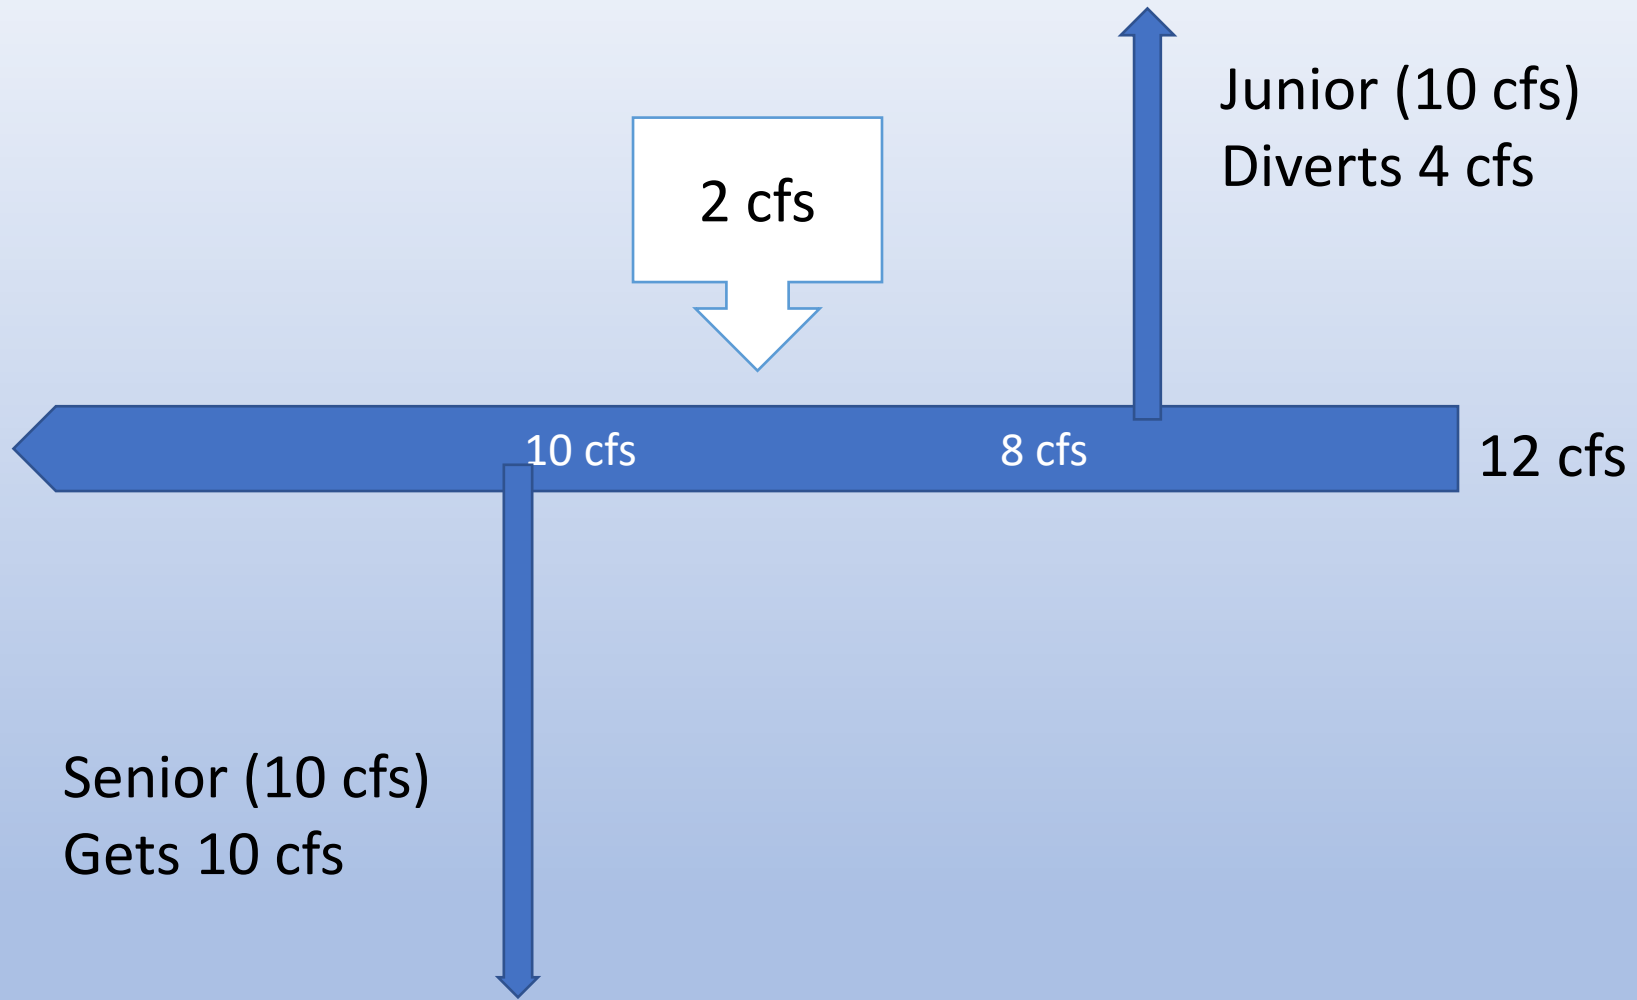 Junior (10 cfs)
Diverts 4 cfs
2 cfs
10 cfs
8 cfs
12 cfs
Senior (10 cfs)
Gets 10 cfs